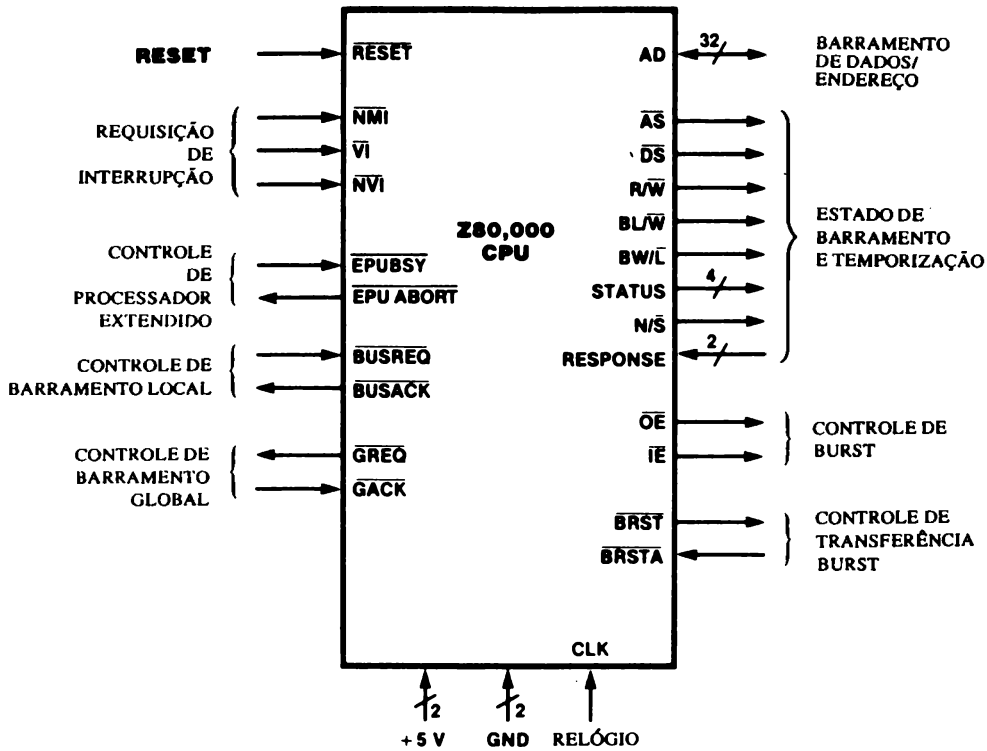 RESET
REQUISIÇÃO
DE
INTERRUPÇÃO
CONTROLE
DE
PROCESSADOR
EXTENDIDO
CONTROLE DE
BARRAMENTO LOCAL
CONTROLE DE
BARRAMENTO
GLOBAL
RESET
NMI
VI
NVI
EPUBSY
EPU ABORT
BUSREQ
BUSACK
GREQ
GACK
Z80,000
CPU
AD
AS
DS
R/W
BL/W
BW/L
STATUS
N/S
RESPONSE
OE
IE
BRST
BRSTA
CLK
32
4
2
BARRAMENTO
DE DADOS/
ENDEREÇO
ESTADO DE
BARRAMENTO
E TEMPORIZAÇÃO
CONTROLE DE
BURST
CONTROLE DE
TRANSFERÊNCIA
BURST
2
2
+5 V
GND
RELÓGIO